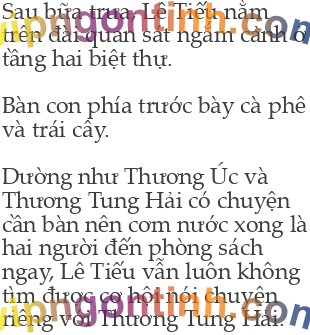 Sau bữa trưa, Lê Tiếu nằm
trên đài quan sát ngắm cảnh ở
tầng hai biệt thự.
Bàn con phía trước bày cà phê
và trái cây.
Dường như Thương Úc và
Thương Tung Hải có chuyện
cần bàn nên cơm nước xong là
hai người đến phòng sách
ngay, Lê Tiếu vẫn luôn không
tìm được cơ hội nói chuyện
riêng với Thương Tung Hải.